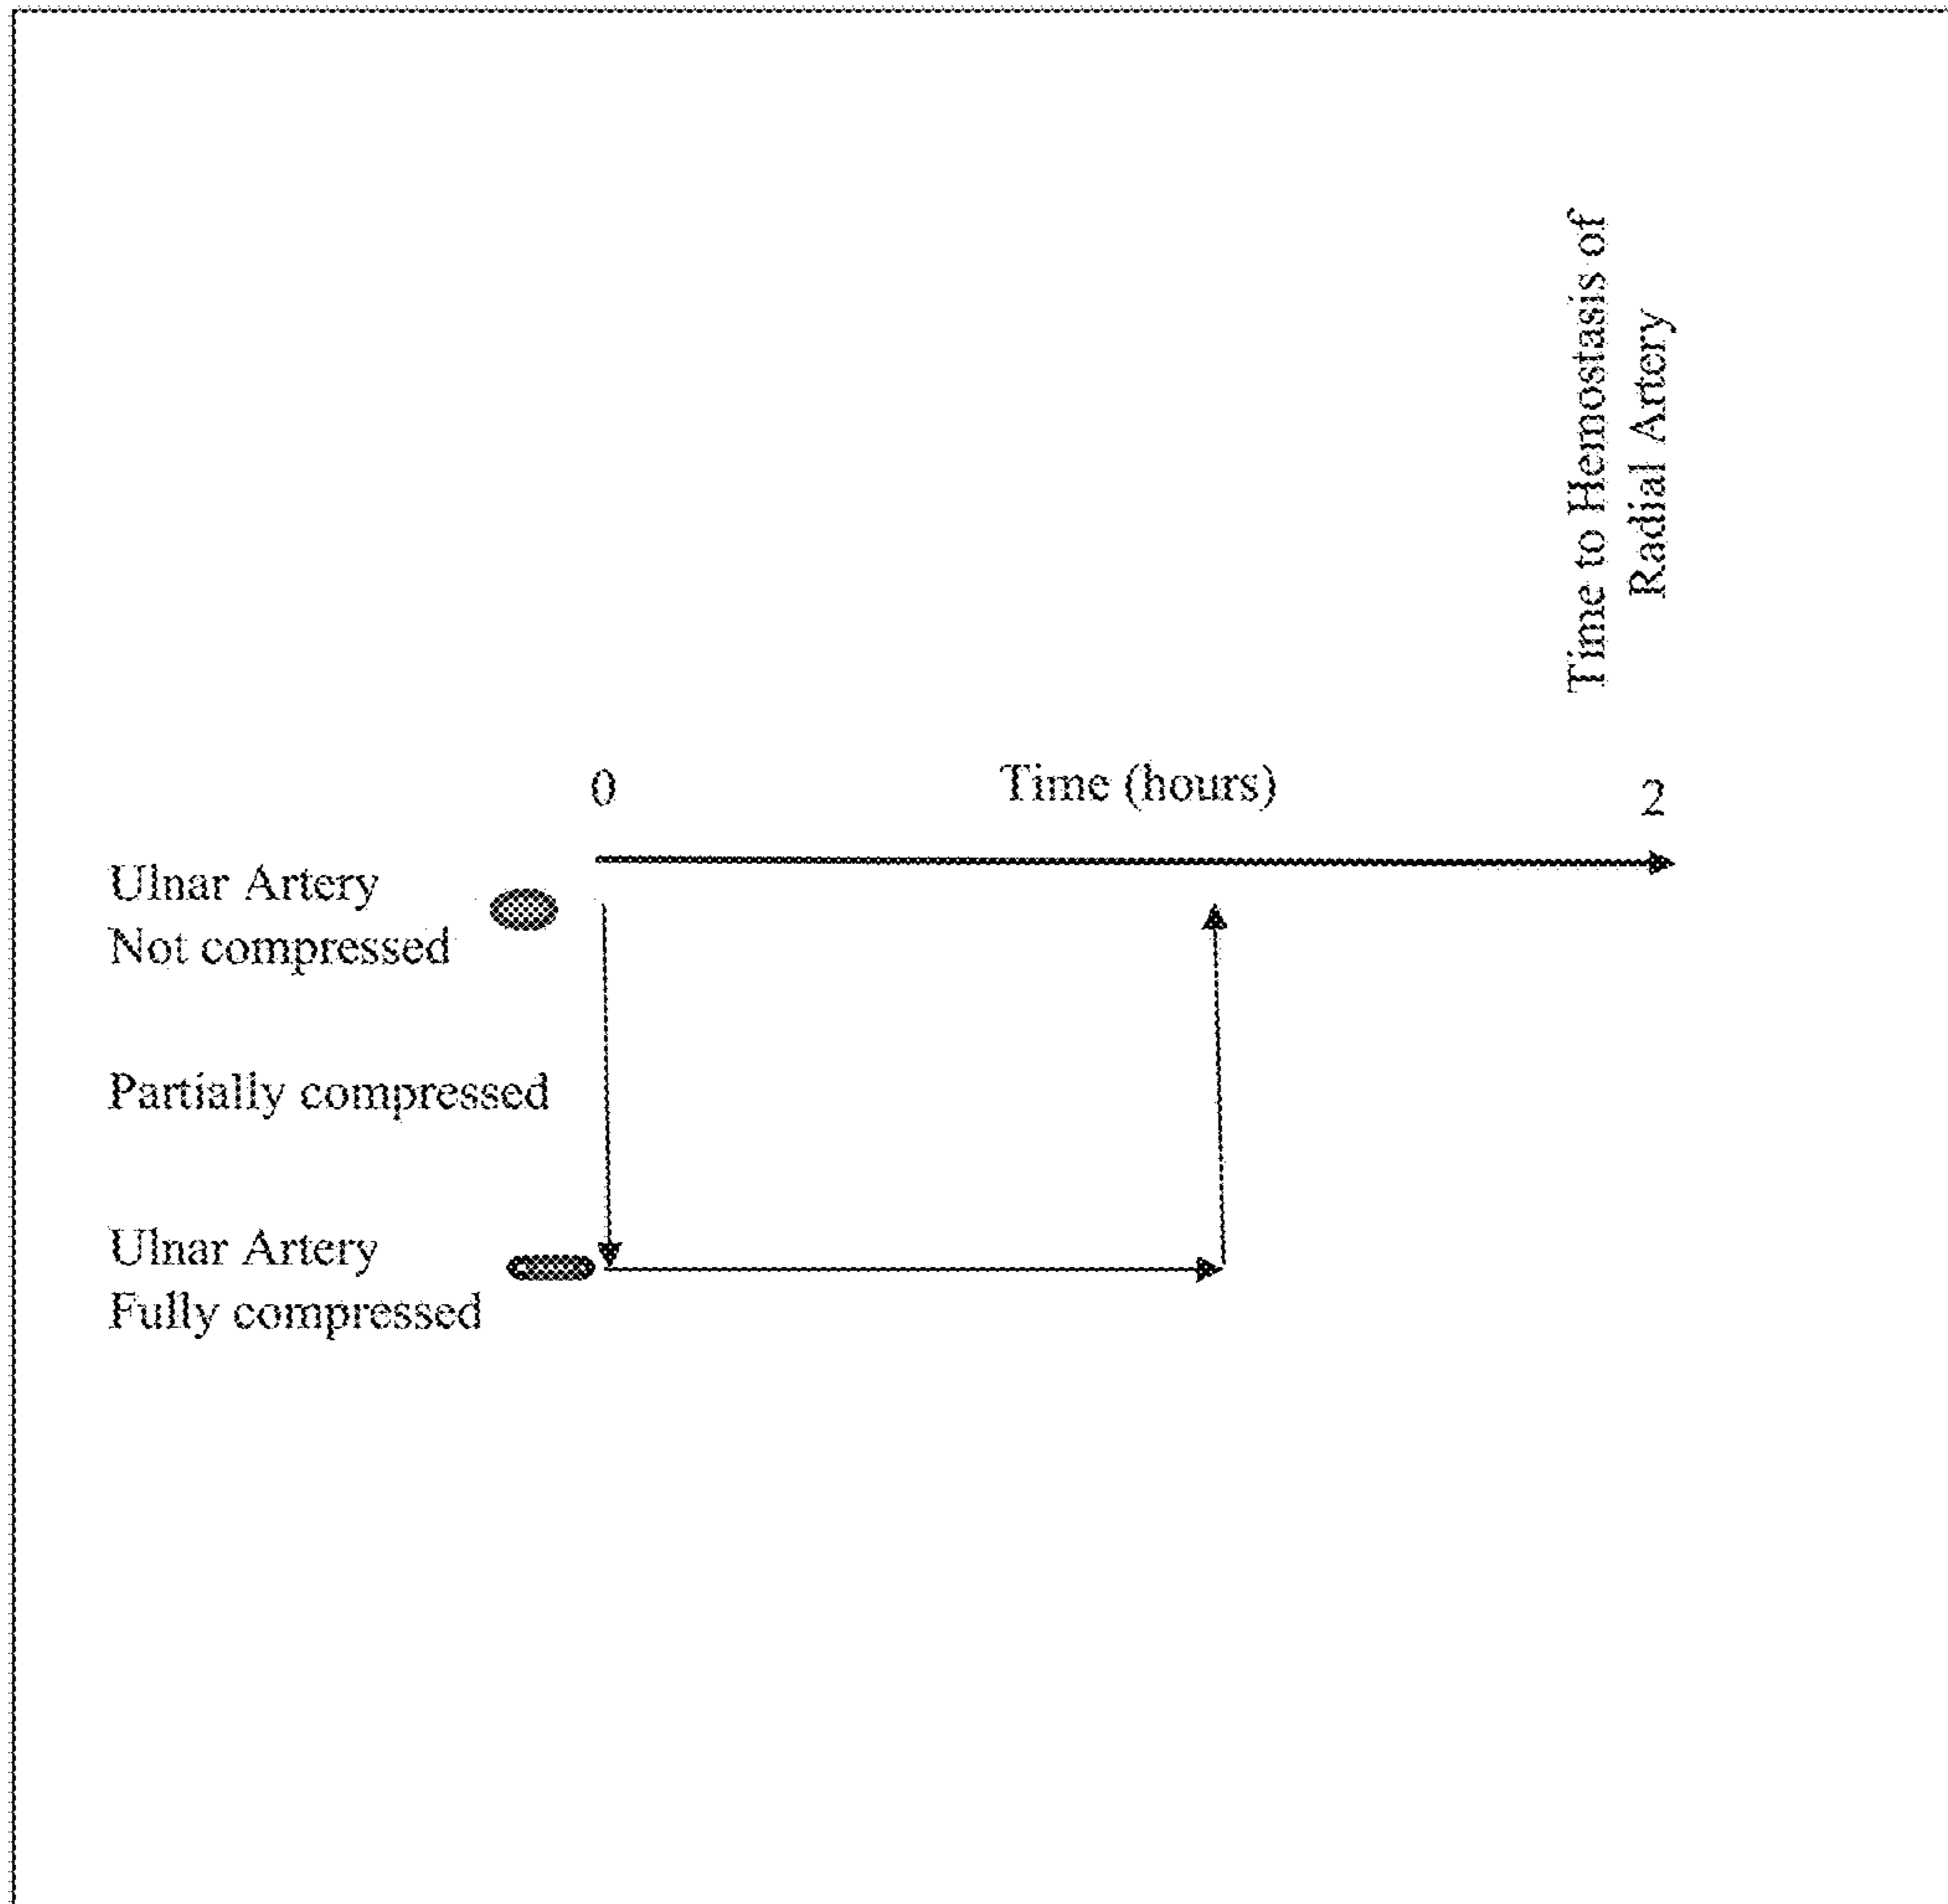 Time to Hemostasis of
Radial Artery
0
Time (hours)
2
Ulnar Artery
Not compressed
Partially compressed
Ulnar Artery
Fully compressed